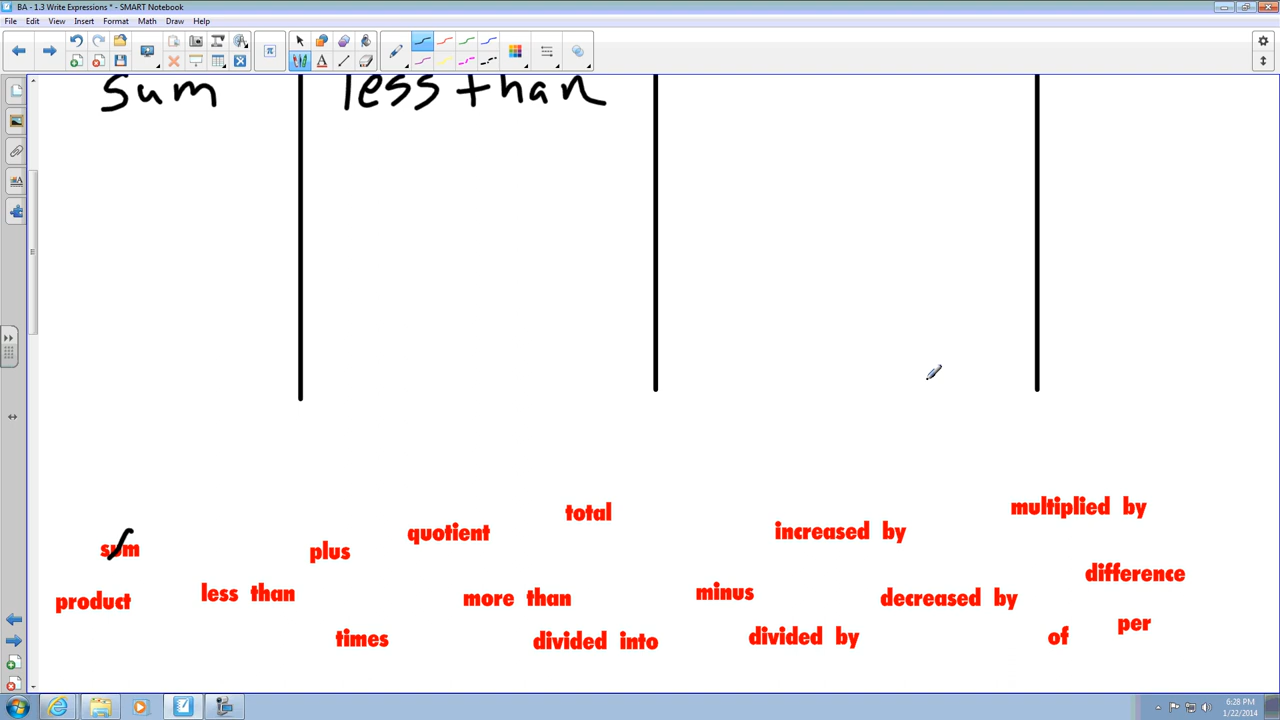 BA - 1.3 Write Expressions * - SMART Notebook
File Edit View Insert Format Math Draw Help
sum less than
total
multiplied by
quotient
increased by
sum
plus
difference
less than
minus
product
more than
decreased by
per
times
divided into
divided by
of
6:28 PM
1/22/2014